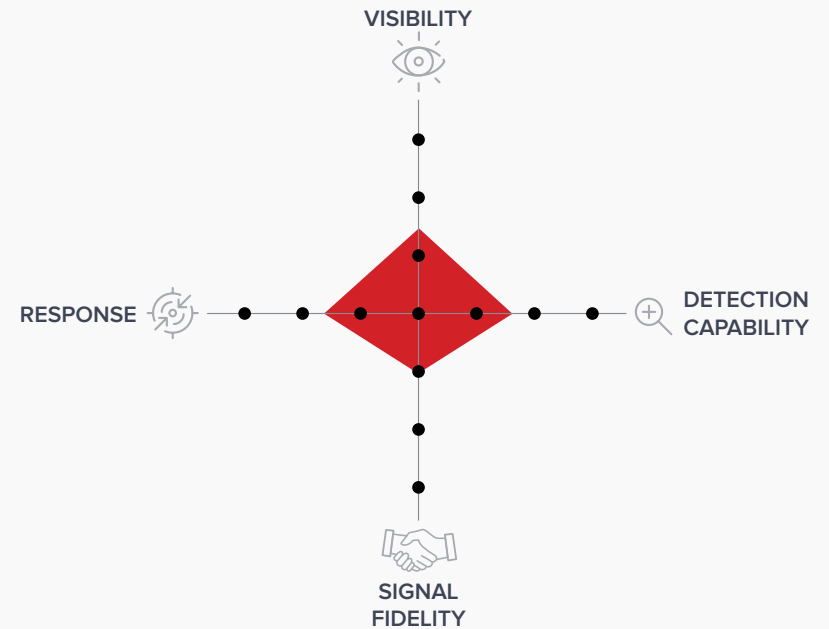 VISIBILITY
RESPONSE
DETECTION
CAPABILITY
SIGNAL
FIDELITY